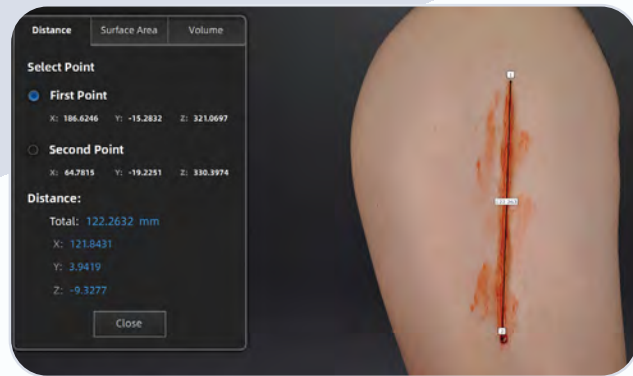 Distance Surface Area Volume
Select Point
First Point
X: 186.6246 Y: -15.2832 Z: 321.0697
Second Point
X: 64.7815 Y: -19.2251 Z: 330.3974
Distance:
Total: 122.2632 mm
X: 121.8431
Y: 3.9419
Z: -9.3277
Close